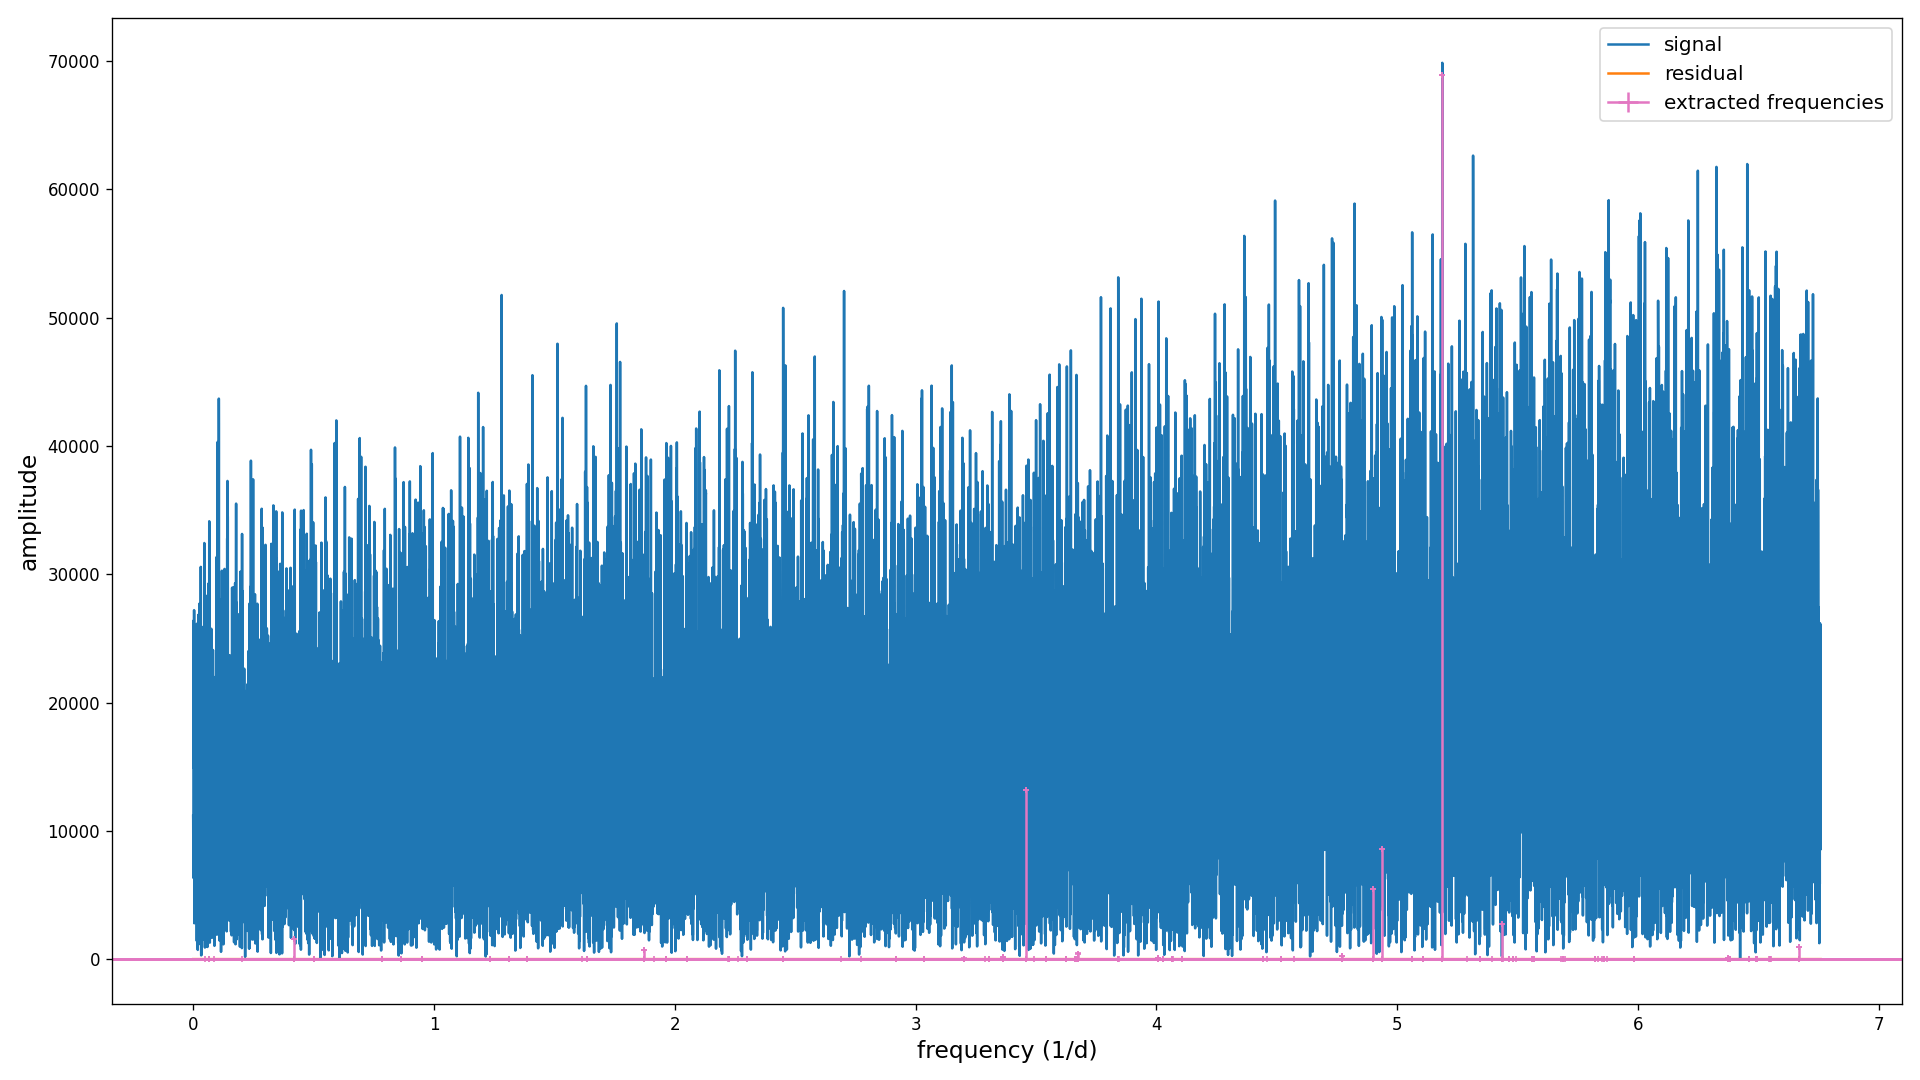 70000
60000
50000
40000
30000
20000
10000
0
amplitude
signal
residual
extracted frequencies
0 1 2 3 4 5 6 7
frequency (1/d)